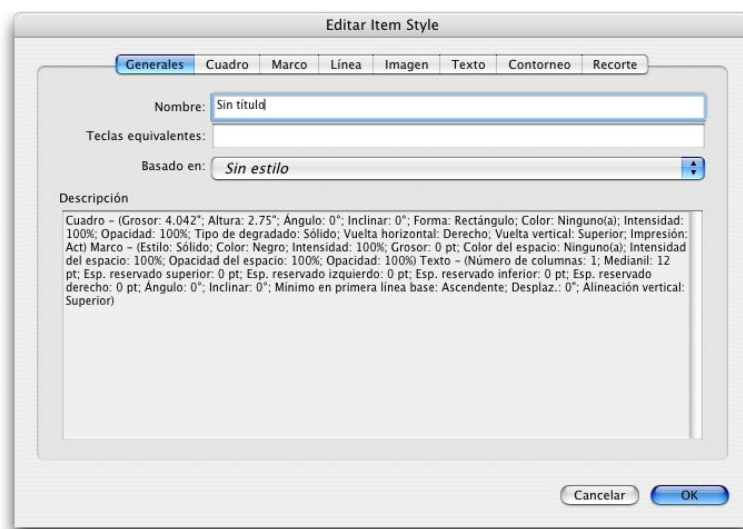 Editar Item Style
Generales Cuadro Marco Línea Imagen Texto Contorneo Recorte
Nombre: Sin título
Teclas equivalentes:
Basado en: Sin estilo
Descripción
Cuadro – (Grosor: 4.042"; Altura: 2.75"; Ángulo: 0°; Inclinar: 0°; Forma: Rectángulo; Color: Ninguno(a); Intensidad:
100%; Opacidad: 100%; Tipo de degradado: Sólido; Vuelta horizontal: Derecho; Vuelta vertical: Superior; Impresión:
Act) Marco – (Estilo: Sólido; Color: Negro; Intensidad: 100%; Grosor: 0 pt; Color del espacio: Ninguno(a); Intensidad
del espacio: 100%; Opacidad del espacio: 100%; Opacidad: 100%) Texto – (Número de columnas: 1; Medianil: 12
pt; Esp. reservado superior: 0 pt; Esp. reservado izquierdo: 0 pt; Esp. reservado inferior: 0 pt; Esp. reservado
derecho: 0 pt; Ángulo: 0°; Inclinar: 0°; Mínimo en primera línea base: Ascendente; Desplaz.: 0"; Alineación vertical:
Superior)
Cancelar OK